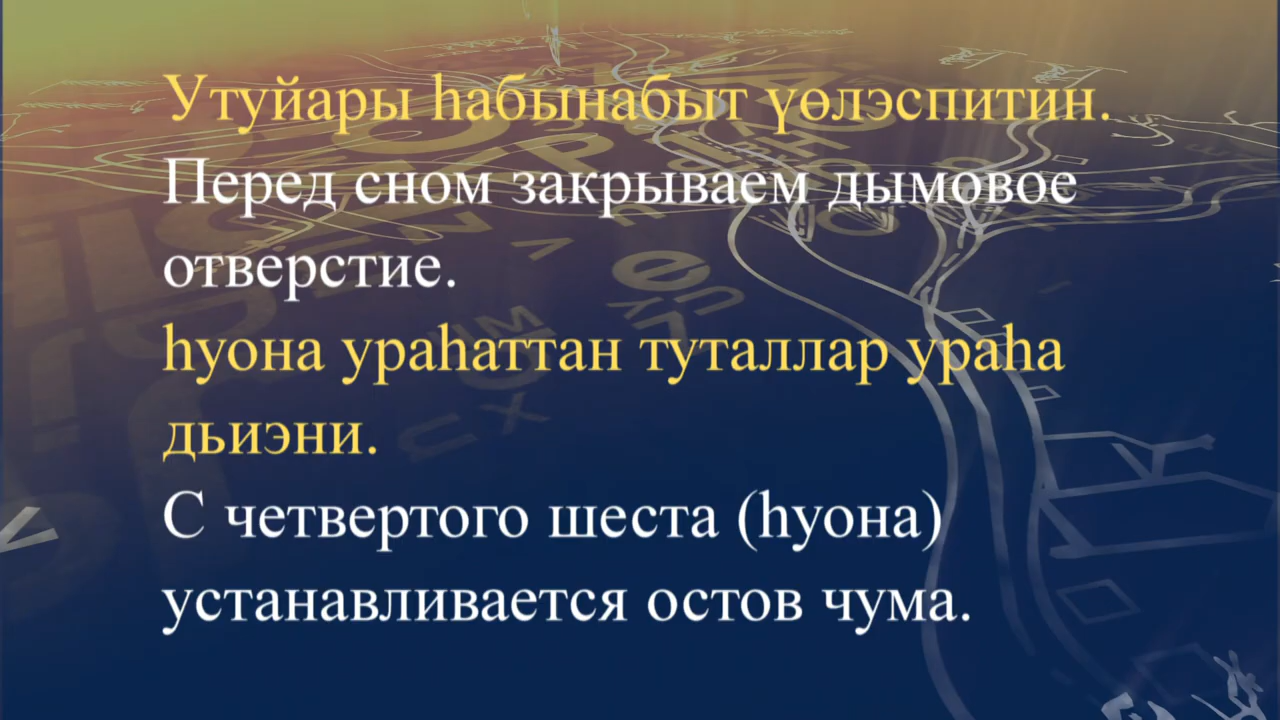 Утуйары һабынабыт үөлэспитин.
Перед сном закрываем дымовое
отверстие.
һуона ураһаттан туталлар ураһа
дьиэни.
С четвертого шеста (һуона)
устанавливается остов чума.